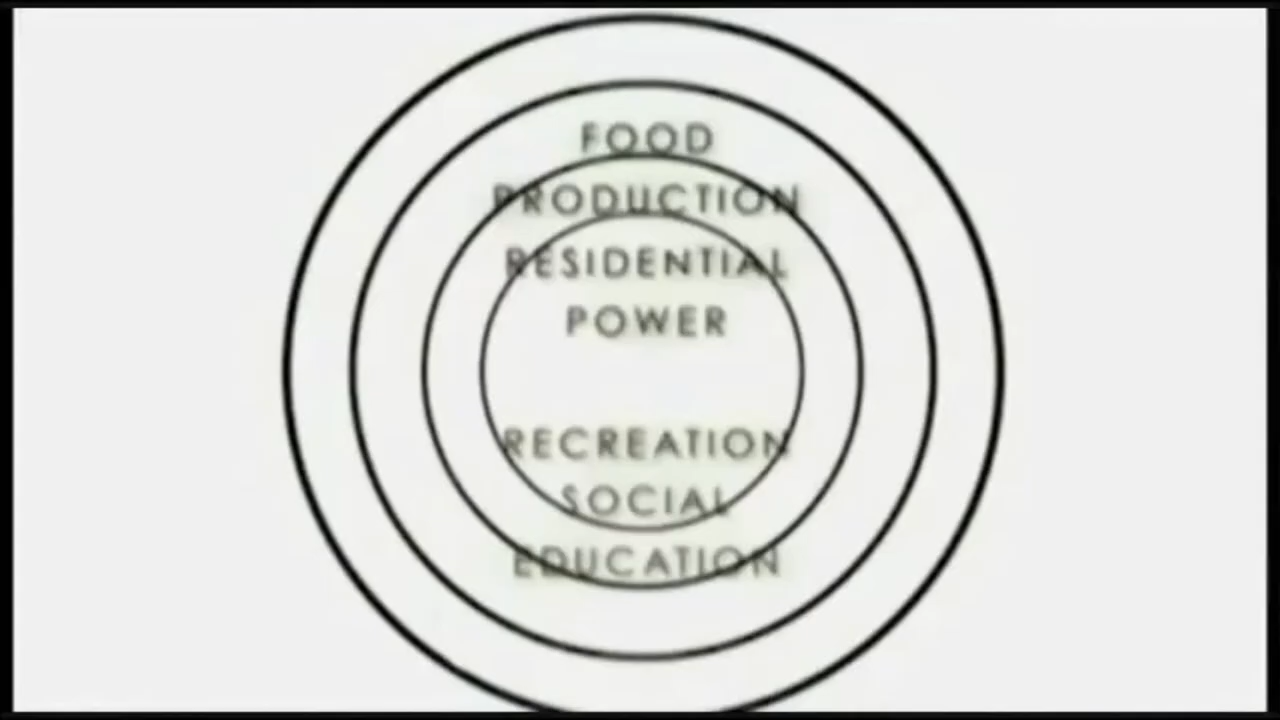 FOOD
PRODUCTION
RESIDENTIAL
POWER
RECREATION
SOCIAL
EDUCATION